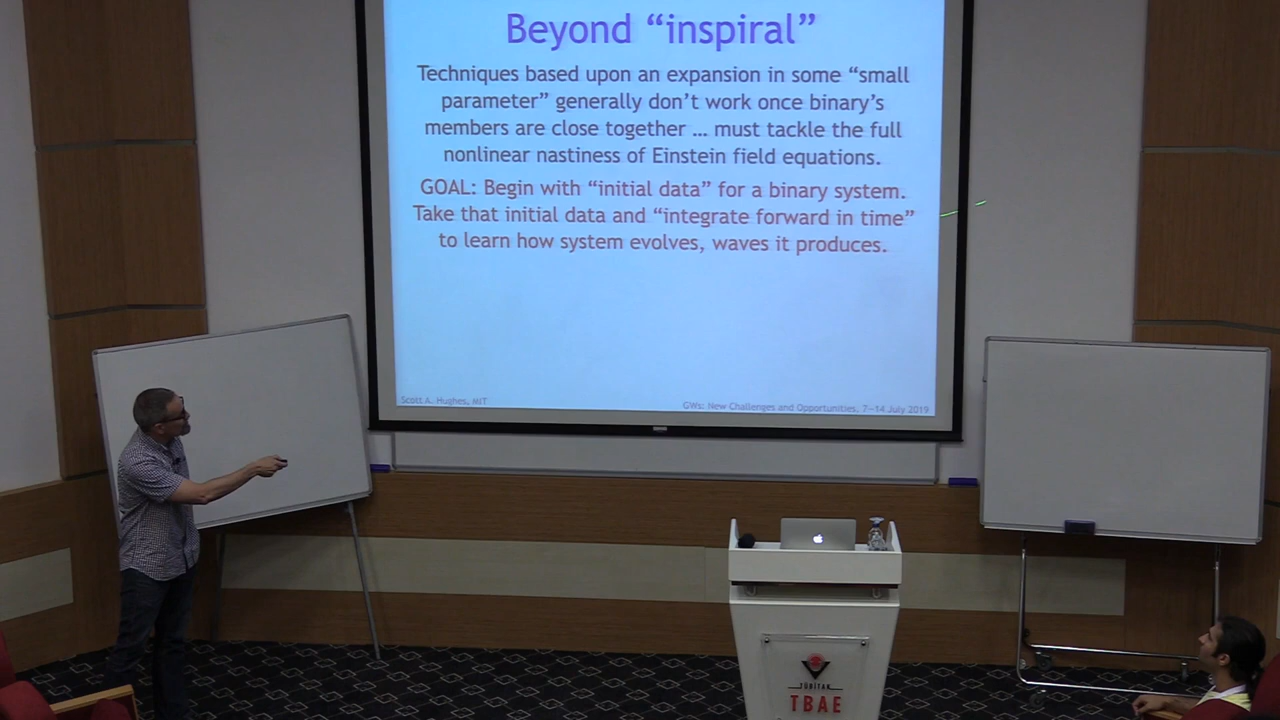 Beyond “inspiral”
Techniques based upon an expansion in some “small
parameter” generally don’t work once binary’s
members are close together … must tackle the full
nonlinear nastiness of Einstein field equations.
GOAL: Begin with “initial data” for a binary system.
Take that initial data and “integrate forward in time”
to learn how system evolves, waves it produces.
Scott A. Hughes, MIT
GWs: New Challenges and Opportunities, 7–14 July 2019
TÜBİTAK
TBAE